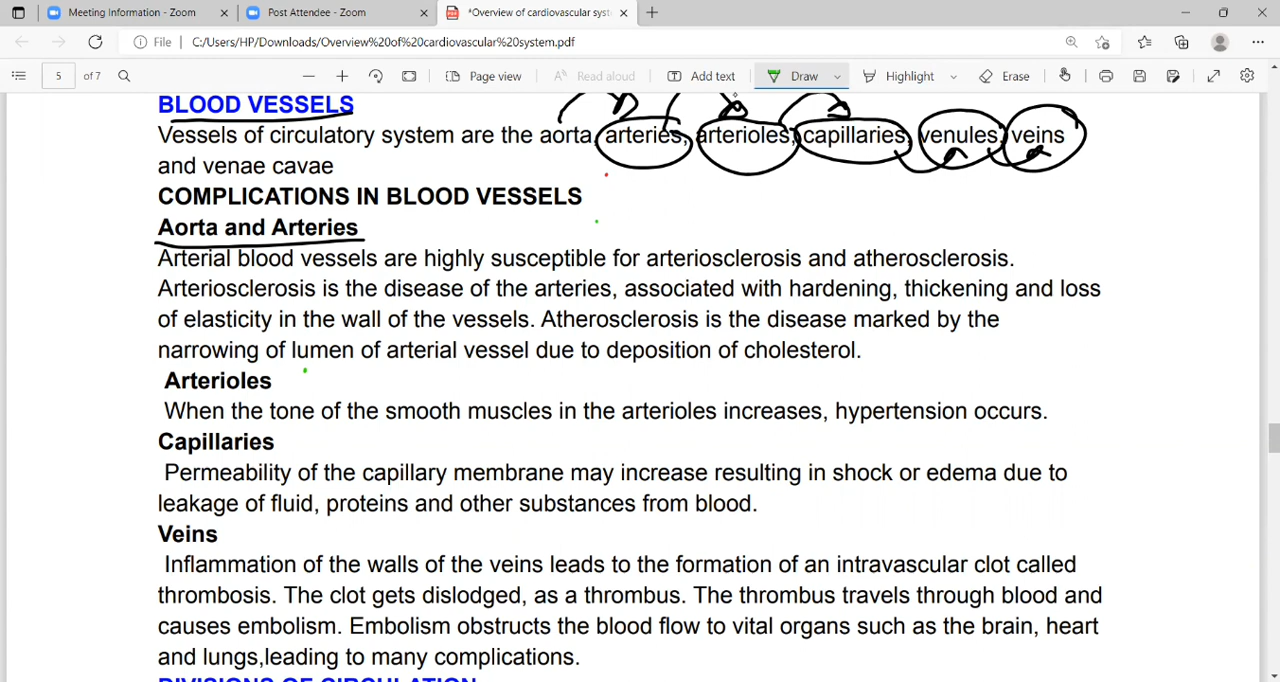 Meeting Information - Zoom
Post Attendee - Zoom
*Overview of cardiovascular syst
File
C:/Users/HP/Downloads/Overview%20of%20cardiovascular%20system.pdf
5 of 7
Page view
Read aloud
Add text
Draw
Highlight
Erase
BLOOD VESSELS
Vessels of circulatory system are the aorta, arteries, arterioles, capillaries, venules, veins
and venae cavae
COMPLICATIONS IN BLOOD VESSELS
Aorta and Arteries
Arterial blood vessels are highly susceptible for arteriosclerosis and atherosclerosis.
Arteriosclerosis is the disease of the arteries, associated with hardening, thickening and loss
of elasticity in the wall of the vessels. Atherosclerosis is the disease marked by the
narrowing of lumen of arterial vessel due to deposition of cholesterol.
Arterioles
When the tone of the smooth muscles in the arterioles increases, hypertension occurs.
Capillaries
Permeability of the capillary membrane may increase resulting in shock or edema due to
leakage of fluid, proteins and other substances from blood.
Veins
Inflammation of the walls of the veins leads to the formation of an intravascular clot called
thrombosis. The clot gets dislodged, as a thrombus. The thrombus travels through blood and
causes embolism. Embolism obstructs the blood flow to vital organs such as the brain, heart
and lungs,leading to many complications.
DIVISIONS OF CIRCULATION